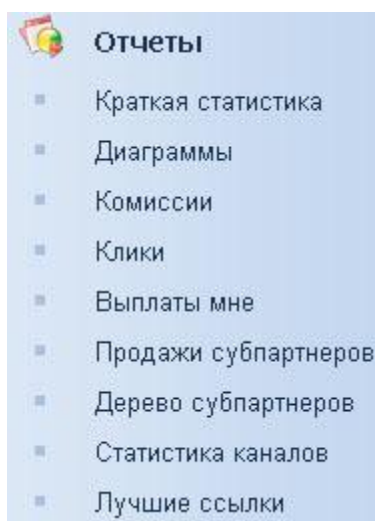 Отчеты
Краткая статистика
Диаграммы
Комиссии
Клики
Выплаты мне
Продажи субпартнеров
Дерево субпартнеров
Статистика каналов
Лучшие ссылки